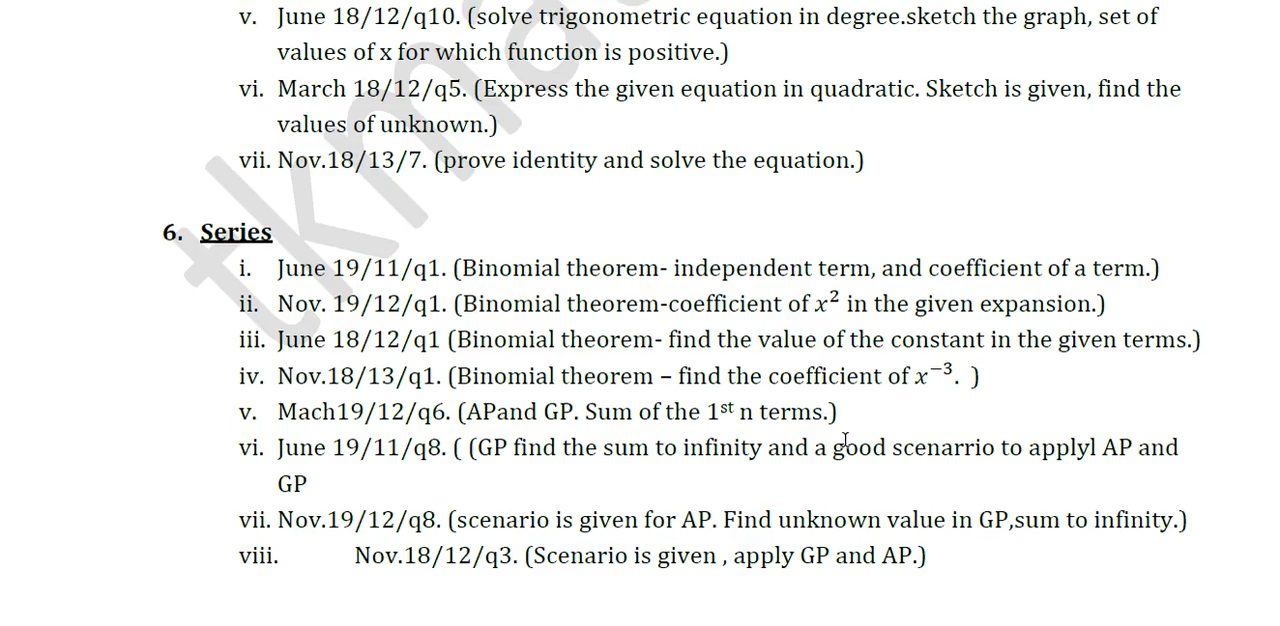 v. June 18/12/q10. (solve trigonometric equation in degree.sketch the graph, set of
values of x for which function is positive.)
vi. March 18/12/q5. (Express the given equation in quadratic. Sketch is given, find the
values of unknown.)
vii. Nov.18/13/7. (prove identity and solve the equation.)
6. Series
i. June 19/11/q1. (Binomial theorem- independent term, and coefficient of a term.)
ii. Nov. 19/12/q1. (Binomial theorem-coefficient of x² in the given expansion.)
iii. June 18/12/q1 (Binomial theorem- find the value of the constant in the given terms.)
iv. Nov.18/13/q1. (Binomial theorem – find the coefficient of x⁻³. )
v. Mach19/12/q6. (APand GP. Sum of the 1st n terms.)
vi. June 19/11/q8. ( (GP find the sum to infinity and a good scenarrio to applyl AP and
GP
vii. Nov.19/12/q8. (scenario is given for AP. Find unknown value in GP,sum to infinity.)
viii. Nov.18/12/q3. (Scenario is given , apply GP and AP.)